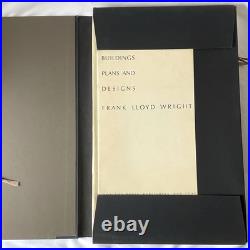 BUILDINGS
PLANS AND
DESIGNS
FRANK LLOYD WRIGHT